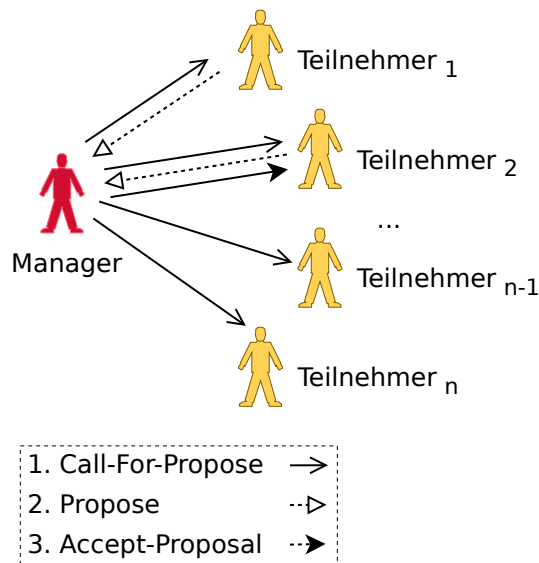 Teilnehmer 1
Teilnehmer 2
...
Manager
Teilnehmer n-1
Teilnehmer n
1. Call-For-Propose
2. Propose
3. Accept-Proposal